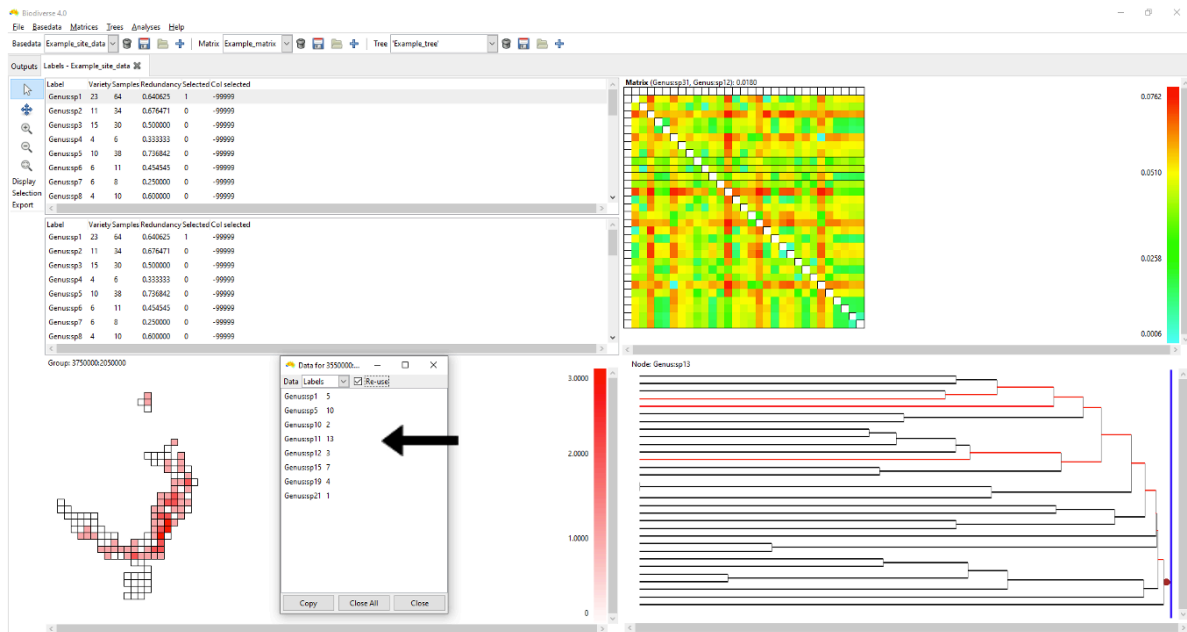 Biodiverse 4.0
File Basedata Matrices Trees Analyses Help
Basedata Example_site_data Matrix Example_matrix Tree 'Example_tree'
Outputs Labels - Example_site_data
Label Variety Samples Redundancy Selected Col selected
Genus:sp1 23 64 0.640625 1 -99999
Genus:sp2 11 34 0.676471 0 -99999
Genus:sp3 15 30 0.500000 0 -99999
Genus:sp4 4 6 0.333333 0 -99999
Genus:sp5 10 38 0.736842 0 -99999
Genus:sp6 6 11 0.454545 0 -99999
Genus:sp7 6 8 0.250000 0 -99999
Genus:sp8 4 10 0.600000 0 -99999
Display
Selection
Export
Label Variety Samples Redundancy Selected Col selected
Genus:sp1 23 64 0.640625 1 -99999
Genus:sp2 11 34 0.676471 0 -99999
Genus:sp3 15 30 0.500000 0 -99999
Genus:sp4 4 6 0.333333 0 -99999
Genus:sp5 10 38 0.736842 0 -99999
Genus:sp6 6 11 0.454545 0 -99999
Genus:sp7 6 8 0.250000 0 -99999
Genus:sp8 4 10 0.600000 0 -99999
Matrix (Genus:sp31, Genus:sp12): 0.0180
0.0762
0.0510
0.0258
0.0006
Group: 3750000:2050000
3.0000
2.0000
1.0000
0
Data for 3550000:...
Data Labels Re-use
Genus:sp1 5
Genus:sp5 10
Genus:sp10 2
Genus:sp11 13
Genus:sp12 3
Genus:sp15 7
Genus:sp19 4
Genus:sp21 1
Copy Close All Close
Node: Genus:sp13